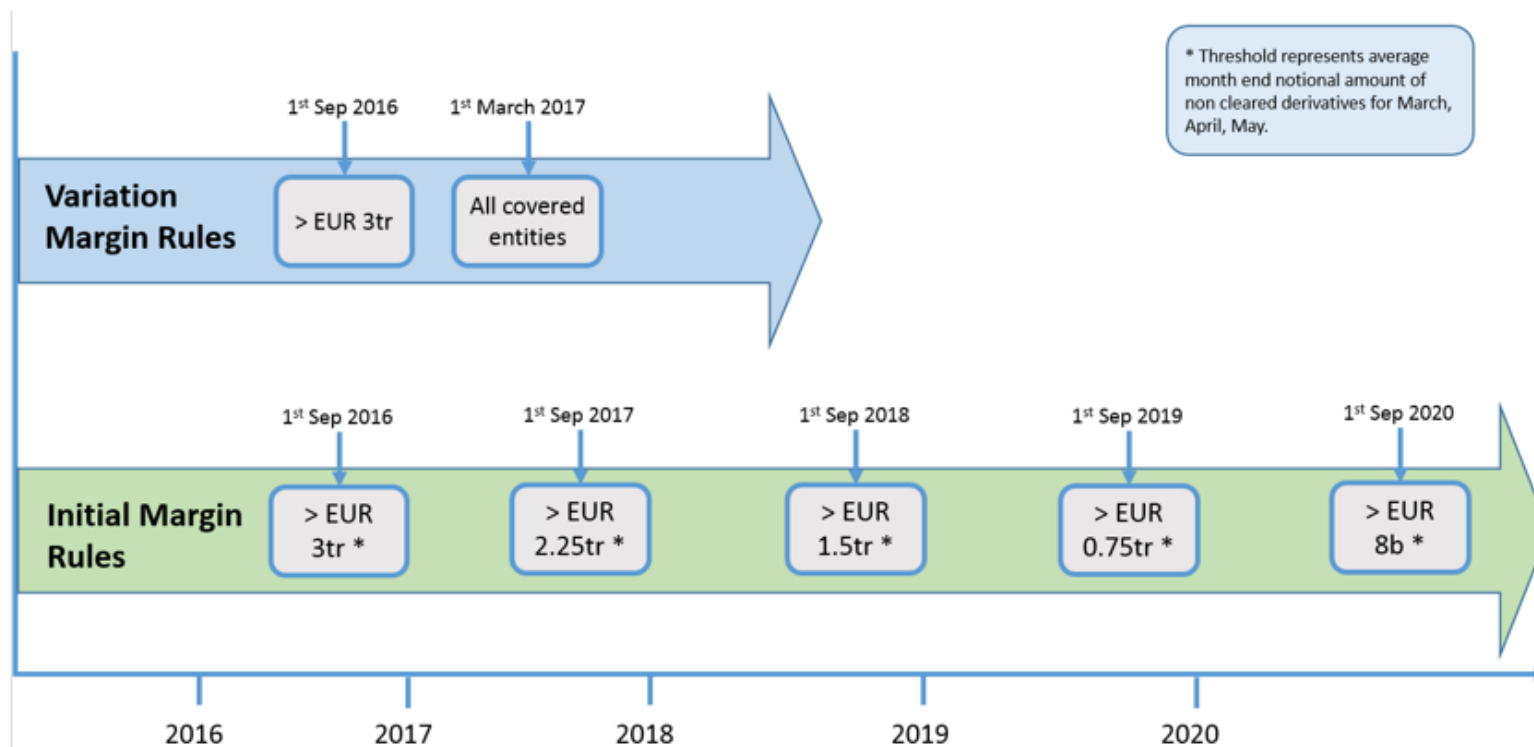 * Threshold represents average
month end notional amount of
non cleared derivatives for March,
April, May.
1st Sep 2016
1st March 2017
Variation
Margin Rules
> EUR 3tr
All covered
entities
1st Sep 2016
1st Sep 2017
1st Sep 2018
1st Sep 2019
1st Sep 2020
Initial Margin
Rules
> EUR
3tr *
> EUR
2.25tr *
> EUR
1.5tr *
> EUR
0.75tr *
> EUR
8b *
2016
2017
2018
2019
2020